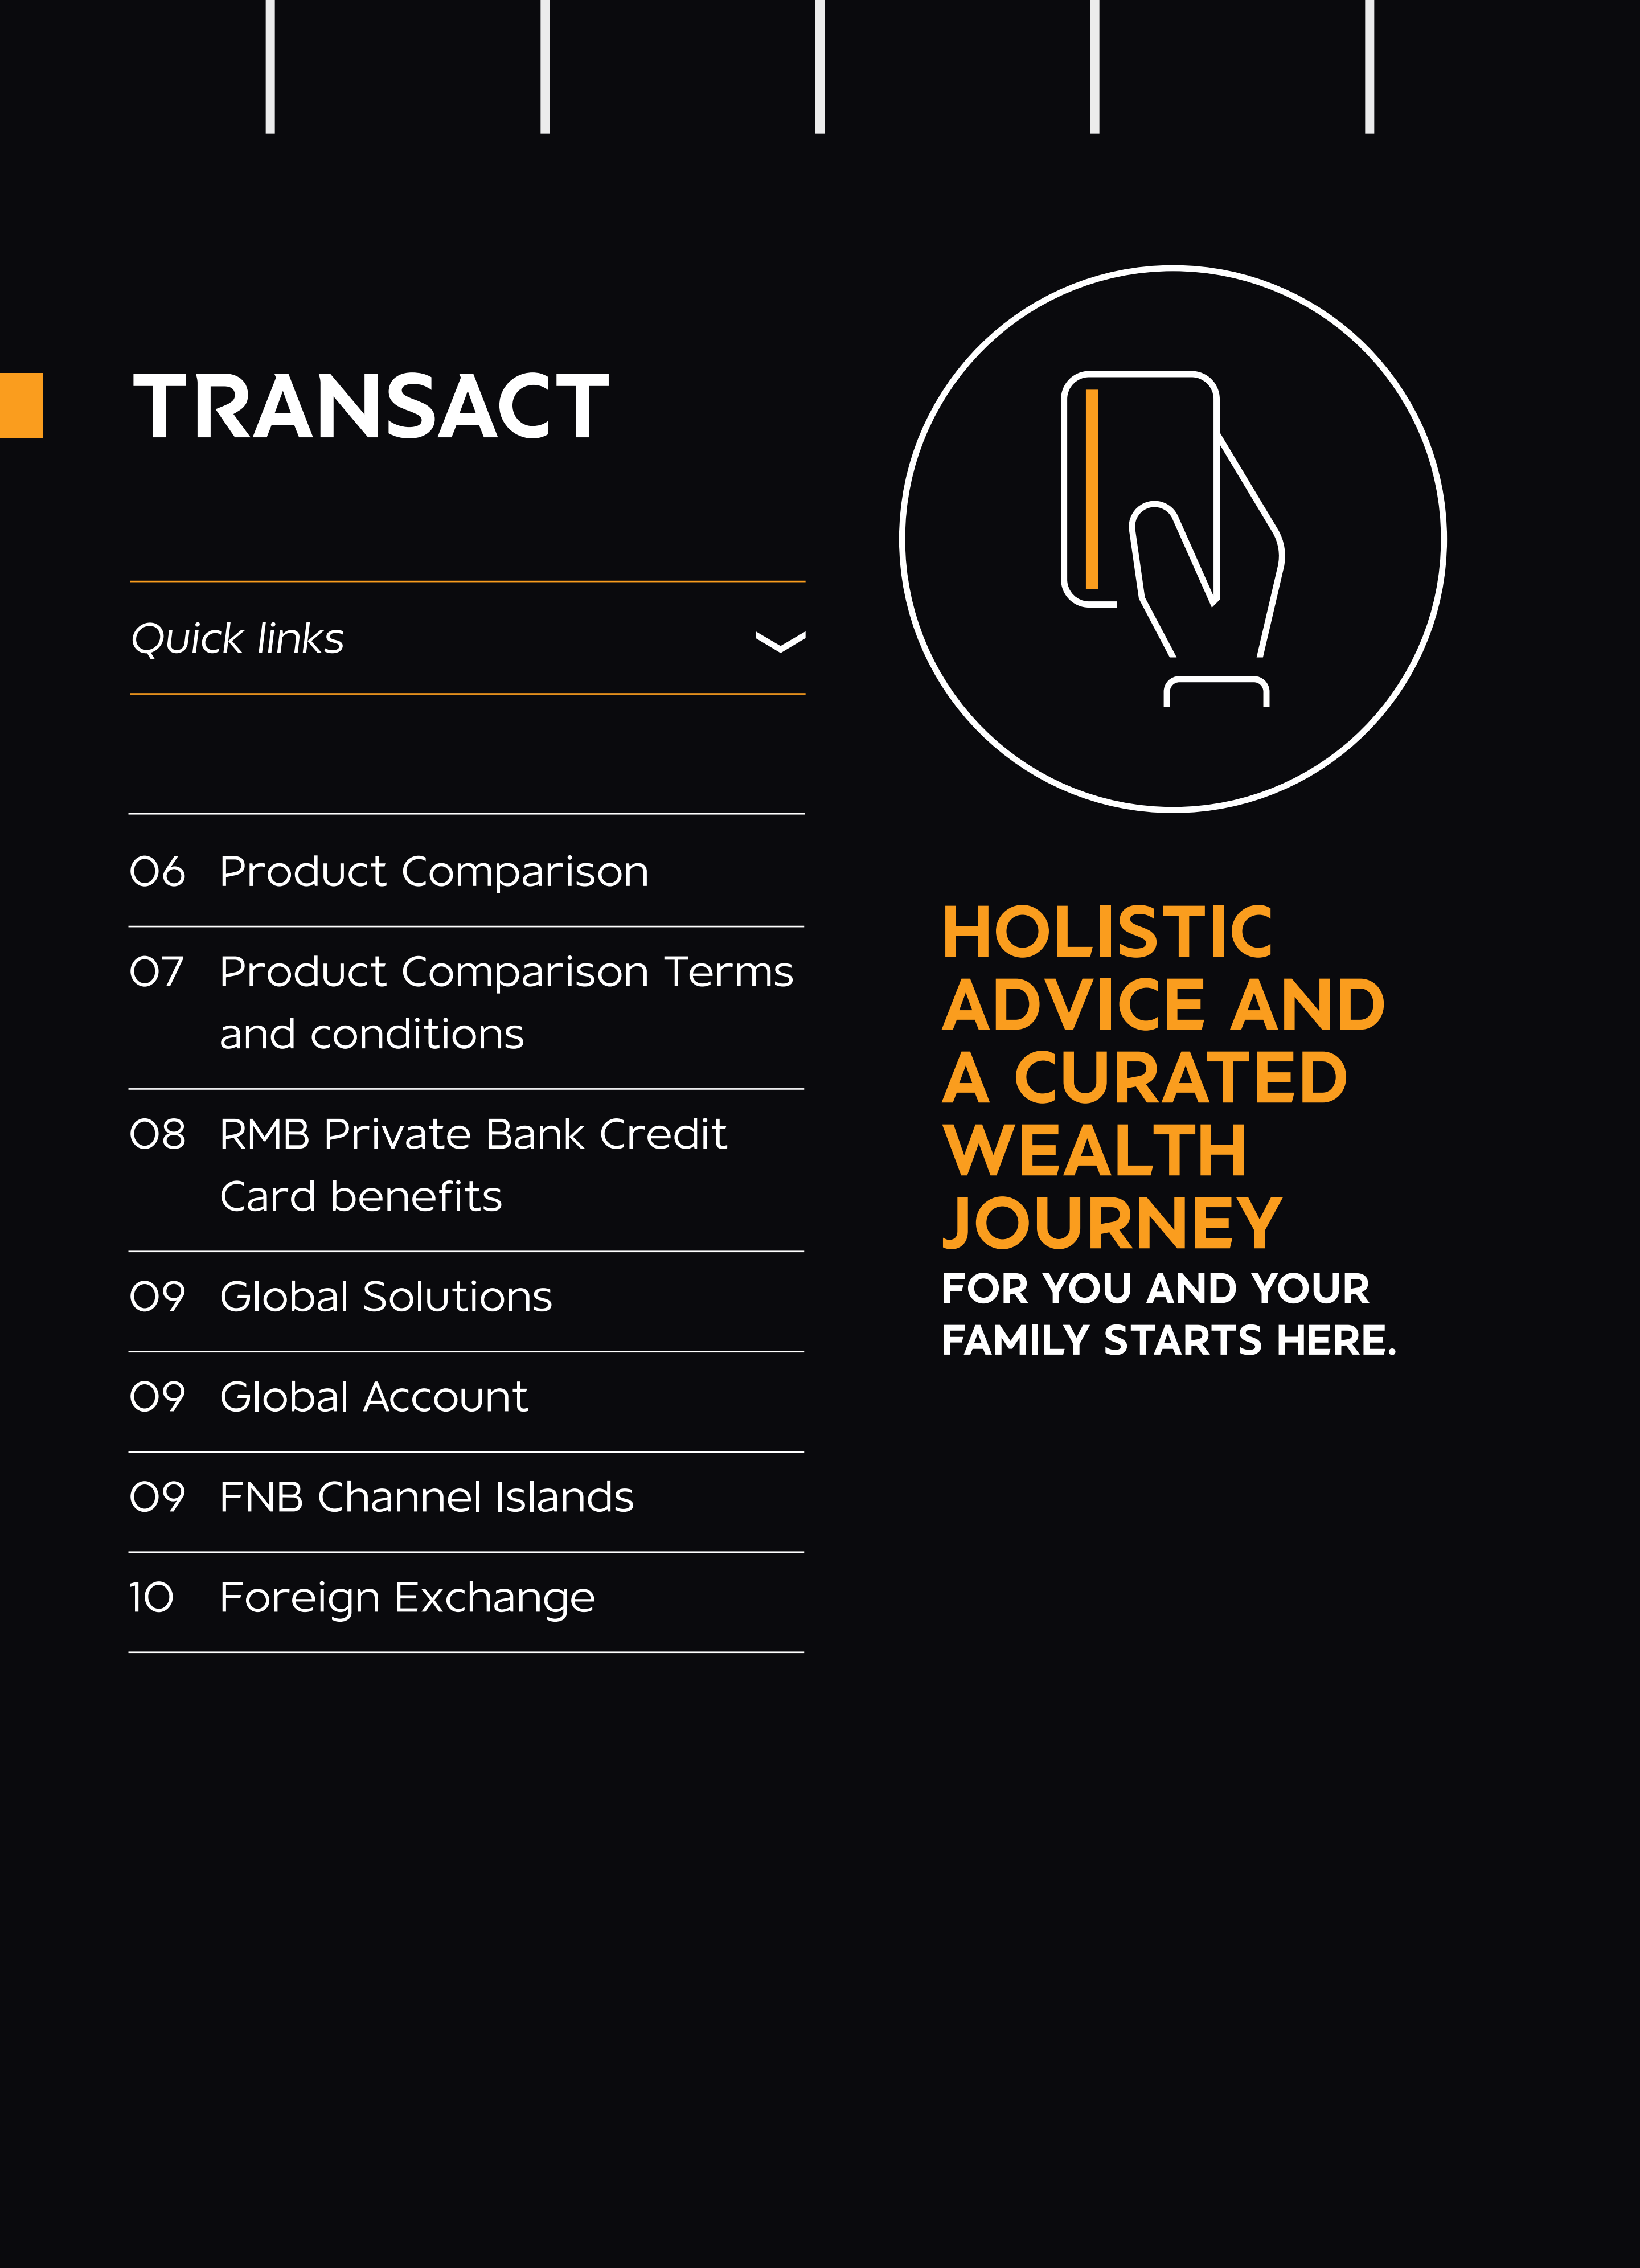 TRANSACT
Quick links
06 Product Comparison
07 Product Comparison Terms
and conditions
08 RMB Private Bank Credit
Card benefits
09 Global Solutions
09 Global Account
09 FNB Channel Islands
10 Foreign Exchange
HOLISTIC
ADVICE AND
A CURATED
WEALTH
JOURNEY
FOR YOU AND YOUR
FAMILY STARTS HERE.